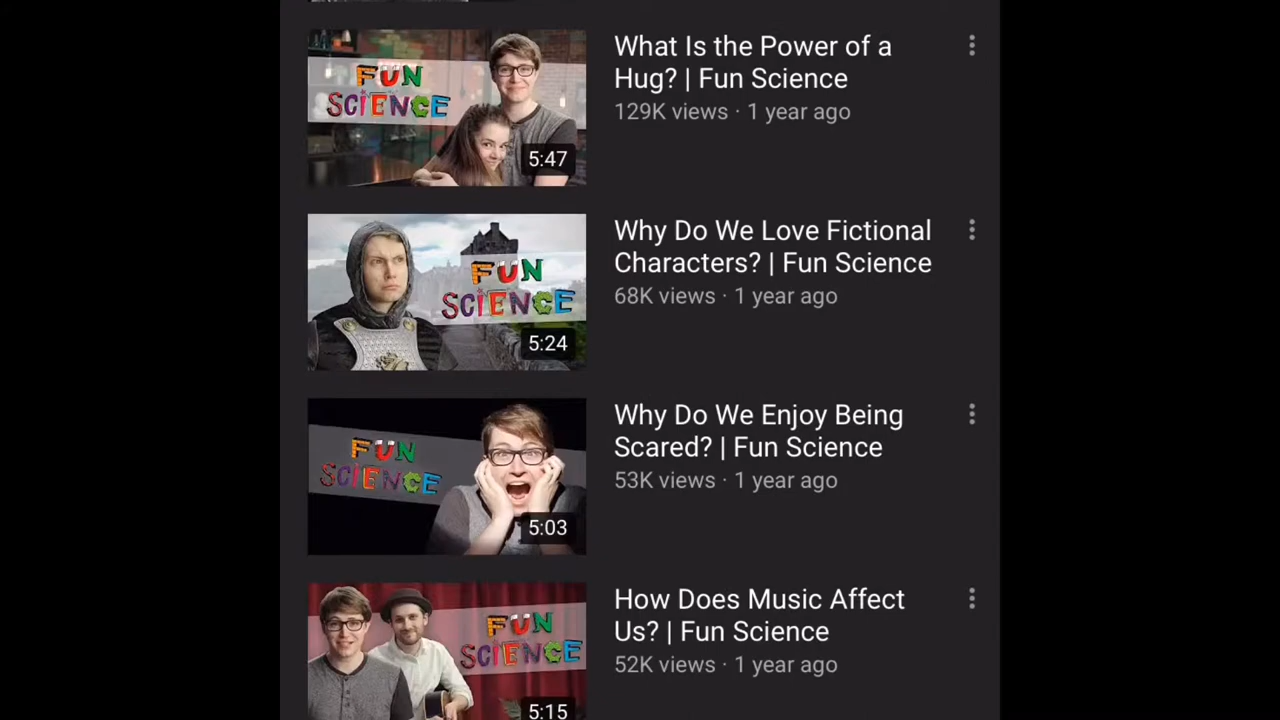 What Is the Power of a
Hug? | Fun Science
129K views · 1 year ago
FUN
SCIENCE
5:47
Why Do We Love Fictional
Characters? | Fun Science
68K views · 1 year ago
FUN
SCIENCE
5:24
Why Do We Enjoy Being
Scared? | Fun Science
53K views · 1 year ago
FUN
SCIENCE
5:03
How Does Music Affect
Us? | Fun Science
52K views · 1 year ago
FUN
SCIENCE
5:15